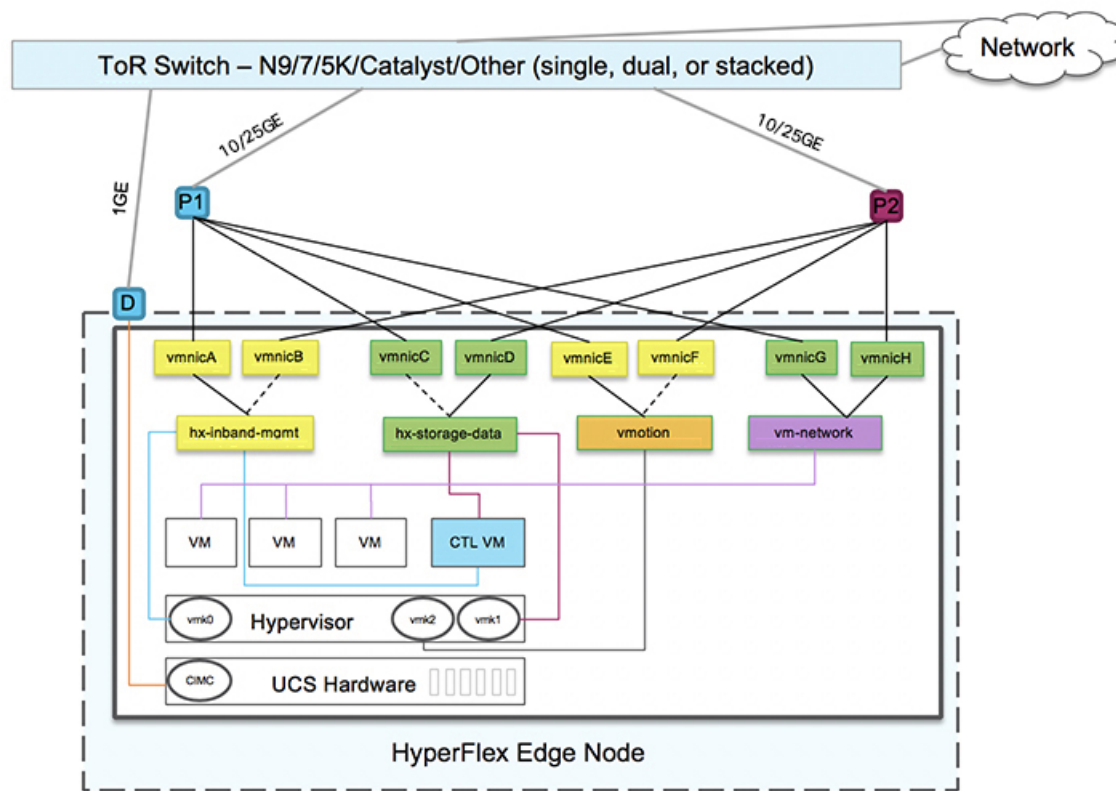 Network
ToR Switch – N9/7/5K/Catalyst/Other (single, dual, or stacked)
10/25GE
10/25GE
1GE
P1
P2
D
vmnicA
vmnicB
vmnicC
vmnicD
vmnicE
vmnicF
vmnicG
vmnicH
hx-inband-mgmt
hx-storage-data
vmotion
vm-network
VM
VM
VM
CTL VM
vmk0
Hypervisor
vmk2
vmk1
CIMC
UCS Hardware
HyperFlex Edge Node